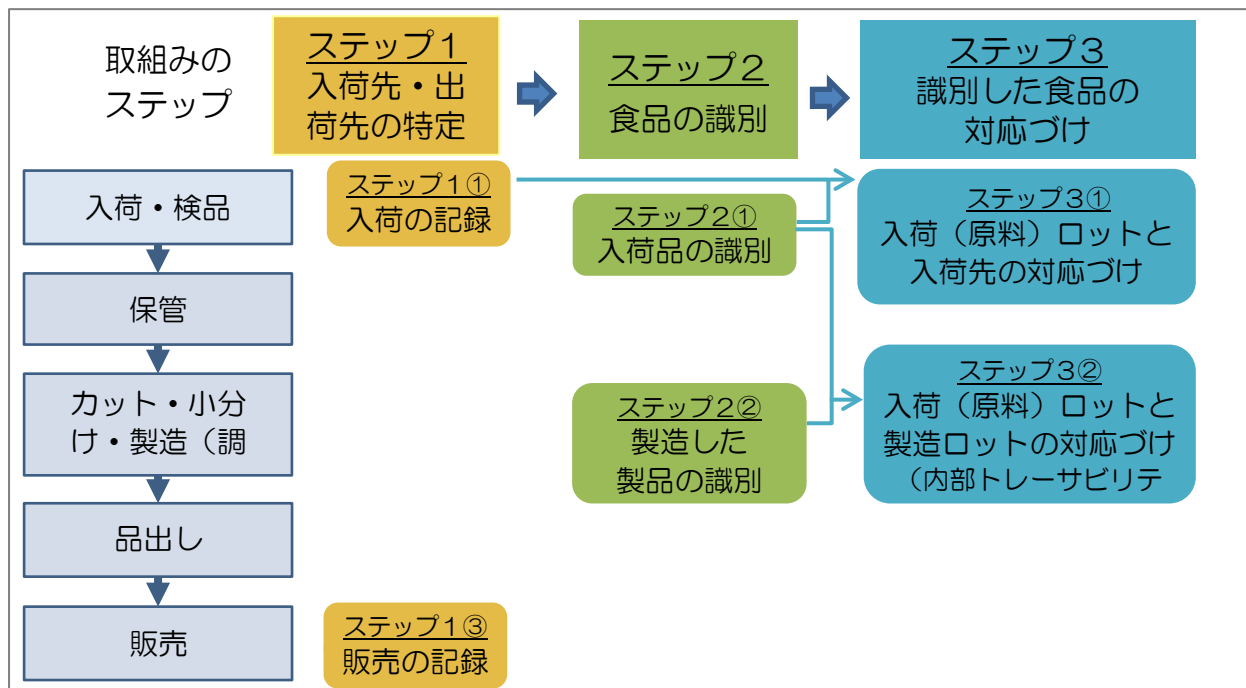 取組みの
ステップ
ステップ１
入荷先・出
荷先の特定
ステップ２
食品の識別
ステップ３
識別した食品の
対応づけ
入荷・検品
ステップ１①
入荷の記録
ステップ２①
入荷品の識別
ステップ３①
入荷（原料）ロットと
入荷先の対応づけ
保管
カット・小分
け・製造（調
ステップ２②
製造した
製品の識別
ステップ３②
入荷（原料）ロットと
製造ロットの対応づけ
（内部トレーサビリテ
品出し
販売
ステップ１③
販売の記録